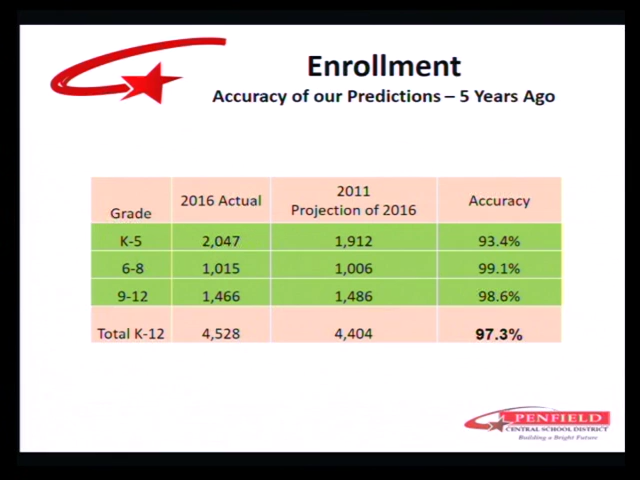 Enrollment
Accuracy of our Predictions – 5 Years Ago
Grade 2016 Actual 2011 Projection of 2016 Accuracy
K-5 2,047 1,912 93.4%
6-8 1,015 1,006 99.1%
9-12 1,466 1,486 98.6%
Total K-12 4,528 4,404 97.3%
PENFIELD
CENTRAL SCHOOL DISTRICT
Building a Bright Future